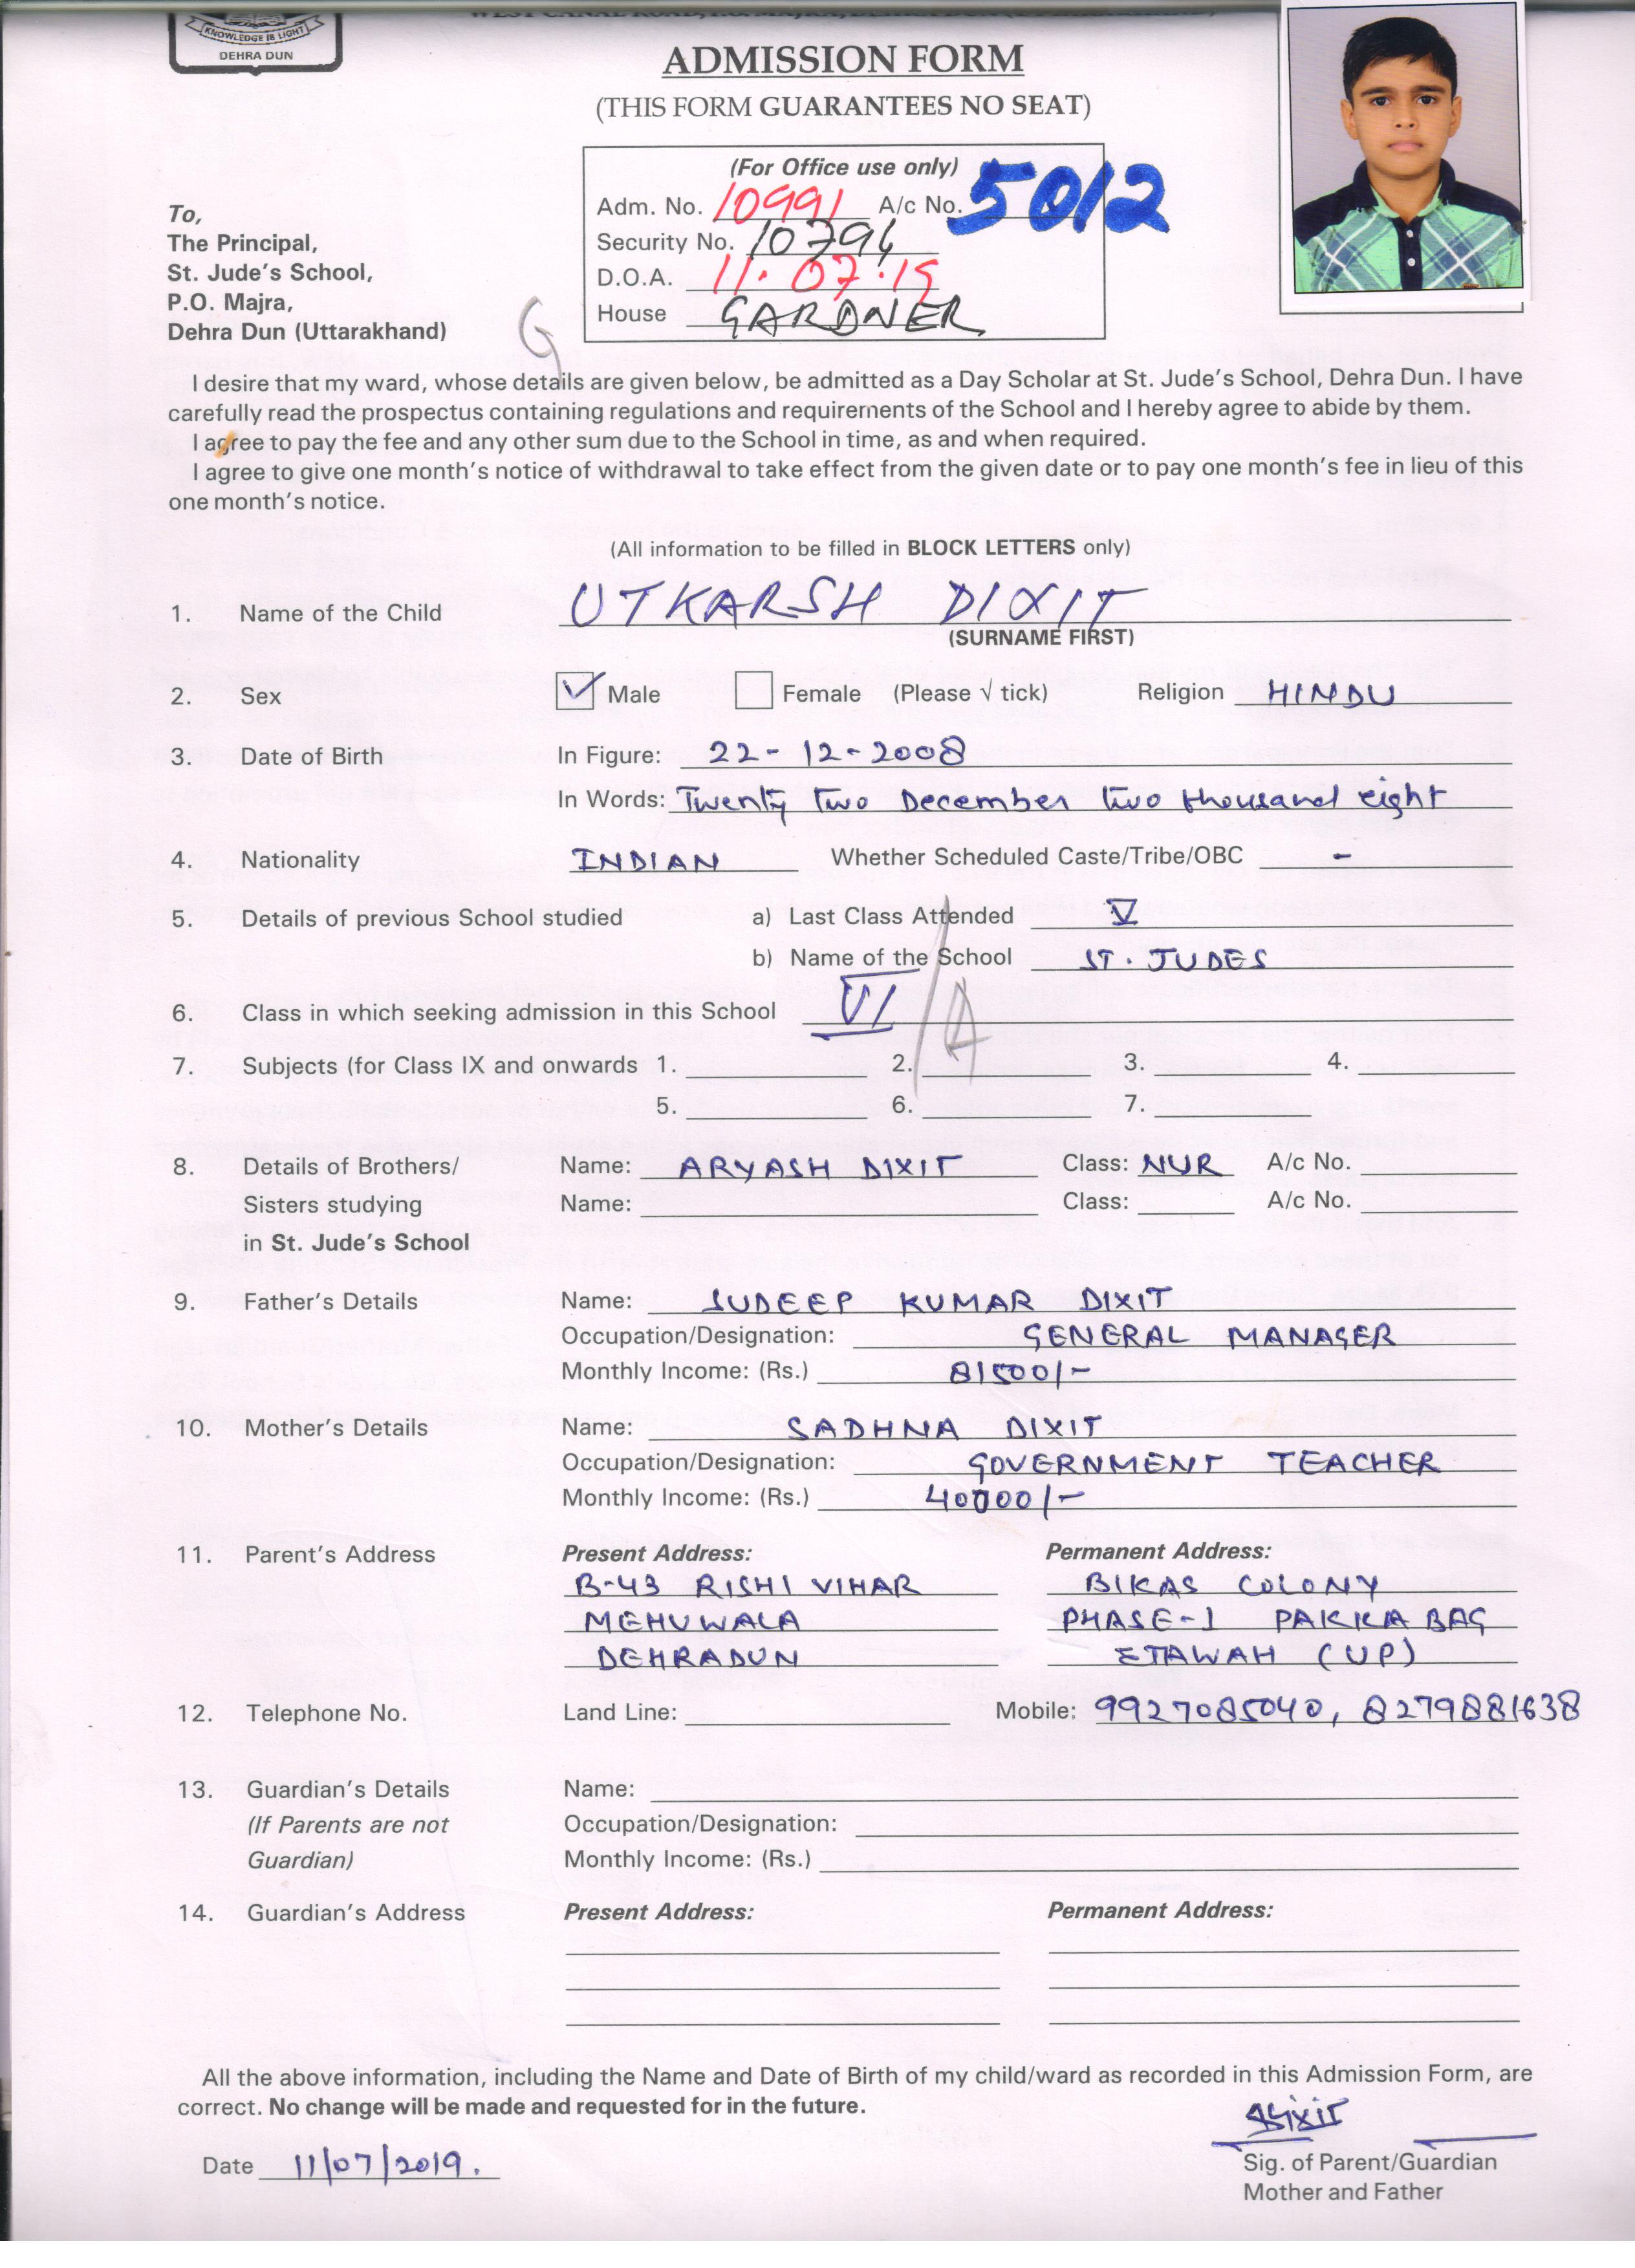 KNOWLEDGE IS LIGHT
DEHRA DUN
ADMISSION FORM
(THIS FORM GUARANTEES NO SEAT)
(For Office use only)
Adm. No. 10991 A/c No. 5012
Security No. 10794
D.O.A. 11.07.19
House GARDNER
To,
The Principal,
St. Jude's School,
P.O. Majra,
Dehra Dun (Uttarakhand)
G
I desire that my ward, whose details are given below, be admitted as a Day Scholar at St. Jude's School, Dehra Dun. I have
carefully read the prospectus containing regulations and requirements of the School and I hereby agree to abide by them.
I agree to pay the fee and any other sum due to the School in time, as and when required.
I agree to give one month's notice of withdrawal to take effect from the given date or to pay one month's fee in lieu of this
one month's notice.
(All information to be filled in BLOCK LETTERS only)
1. Name of the Child UTKARSH DIXIT
(SURNAME FIRST)
2. Sex ✓ Male Female (Please √ tick) Religion HINDU
3. Date of Birth In Figure: 22-12-2008
In Words: Twenty two December two thousand eight
4. Nationality INDIAN Whether Scheduled Caste/Tribe/OBC -
5. Details of previous School studied a) Last Class Attended V
b) Name of the School ST. JUDES
6. Class in which seeking admission in this School VI/A
7. Subjects (for Class IX and onwards 1. 2. 3. 4.
5. 6. 7.
8. Details of Brothers/ Name: ARYASH DIXIT Class: NUR A/c No.
Sisters studying Name: Class: A/c No.
in St. Jude's School
9. Father's Details Name: SUDEEP KUMAR DIXIT
Occupation/Designation: GENERAL MANAGER
Monthly Income: (Rs.) 81500/-
10. Mother's Details Name: SADHNA DIXIT
Occupation/Designation: GOVERNMENT TEACHER
Monthly Income: (Rs.) 40000/-
11. Parent's Address Present Address: Permanent Address:
B-43 RISHI VIHAR BIKAS COLONY
MEHUWALA PHASE-1 PAKKA BAG
DEHRADUN ETAWAH (UP)
12. Telephone No. Land Line: Mobile: 9927085040, 8279881638
13. Guardian's Details Name:
(If Parents are not Occupation/Designation:
Guardian) Monthly Income: (Rs.)
14. Guardian's Address Present Address: Permanent Address:
All the above information, including the Name and Date of Birth of my child/ward as recorded in this Admission Form, are
correct. No change will be made and requested for in the future.
Dixit
Date 11/07/2019. Sig. of Parent/Guardian
Mother and Father